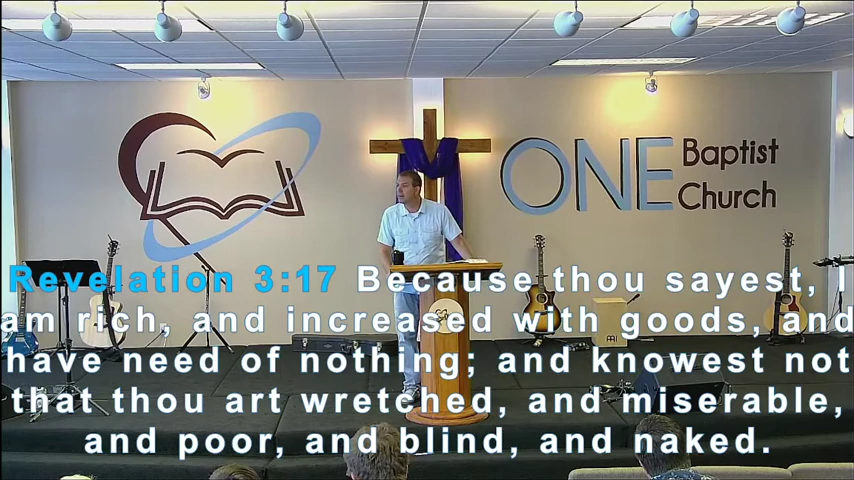 ONE Baptist
Church
Revelation 3:17 Because thou sayest, I
am rich, and increased with goods, and
have need of nothing; and knowest not
that thou art wretched, and miserable,
and poor, and blind, and naked.